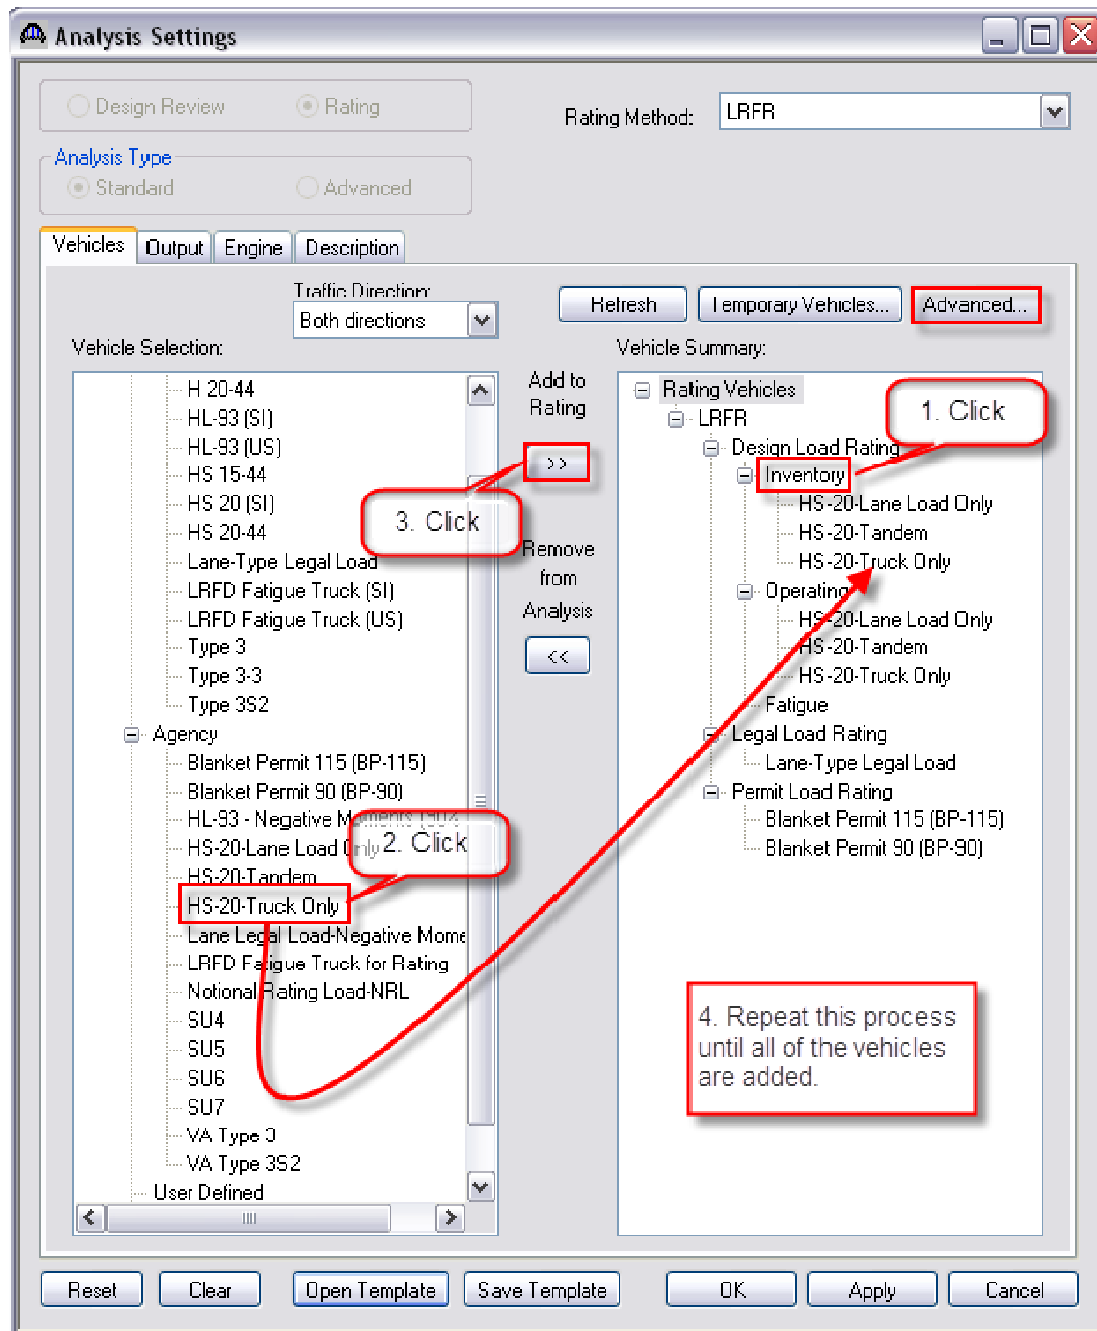 Analysis Settings
Design Review
Rating
Rating Method:
LRFR
Analysis Type
Standard
Advanced
Vehicles
Output
Engine
Description
Traffic Direction:
Both directions
Refresh
Temporary Vehicles...
Advanced...
Vehicle Selection:
H 20-44
HL-93 (SI)
HL-93 (US)
HS 15-44
HS 20 (SI)
HS 20-44
Lane-Type Legal Load
LRFD Fatigue Truck (SI)
LRFD Fatigue Truck (US)
Type 3
Type 3-3
Type 3S2
Agency
Blanket Permit 115 (BP-115)
Blanket Permit 90 (BP-90)
HL-93 - Negative Moments (90%
HS-20-Lane Load Only
HS-20-Tandem
HS-20-Truck Only
Lane Legal Load-Negative Mome
LRFD Fatigue Truck for Rating
Notional Rating Load-NRL
SU4
SU5
SU6
SU7
VA Type 3
VA Type 3S2
User Defined
Add to
Rating
>>
3. Click
Remove
from
Analysis
<<
2. Click
Vehicle Summary:
Rating Vehicles
1. Click
LRFR
Design Load Rating
Inventory
HS-20-Lane Load Only
HS-20-Tandem
HS-20-Truck Only
Operating
HS-20-Lane Load Only
HS-20-Tandem
HS-20-Truck Only
Fatigue
Legal Load Rating
Lane-Type Legal Load
Permit Load Rating
Blanket Permit 115 (BP-115)
Blanket Permit 90 (BP-90)
4. Repeat this process
until all of the vehicles
are added.
Reset
Clear
Open Template
Save Template
OK
Apply
Cancel